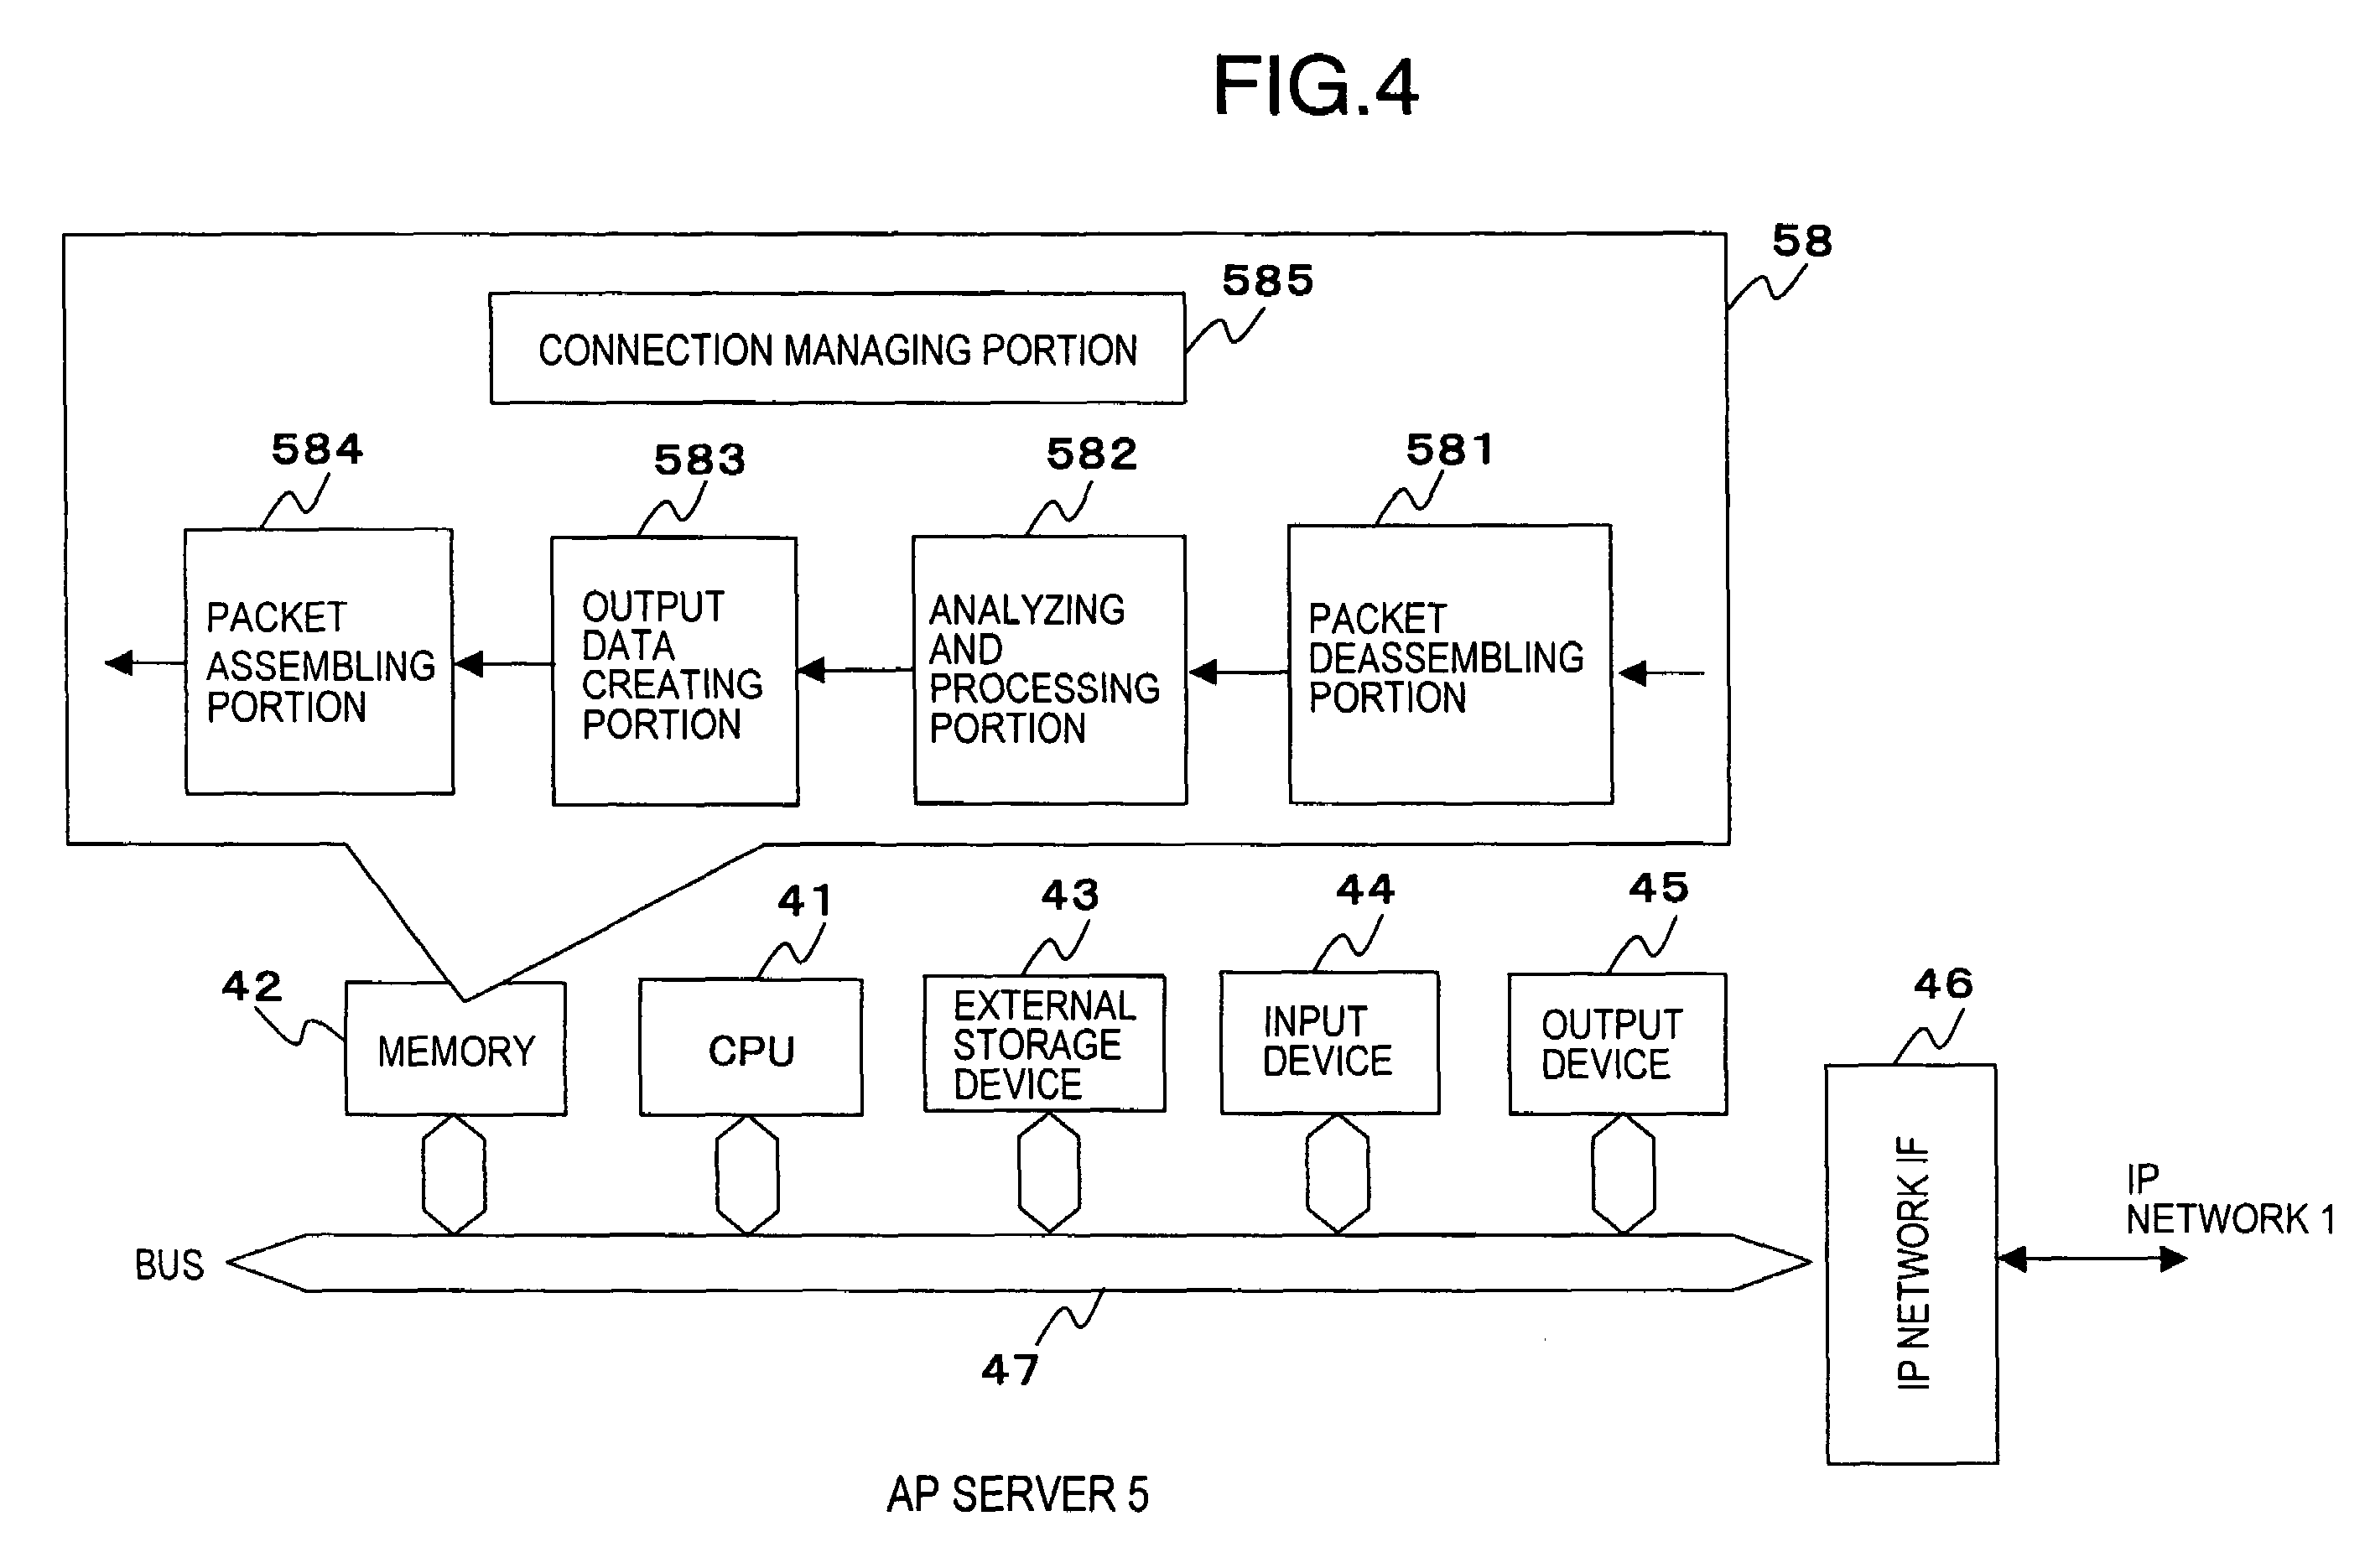 FIG.4
58
585
CONNECTION MANAGING PORTION
584
583
582
581
PACKET
ASSEMBLING
PORTION
OUTPUT
DATA
CREATING
PORTION
ANALYZING
AND
PROCESSING
PORTION
PACKET
DEASSEMBLING
PORTION
42
41
43
44
45
46
MEMORY
CPU
EXTERNAL
STORAGE
DEVICE
INPUT
DEVICE
OUTPUT
DEVICE
IP NETWORK IF
IP
NETWORK 1
BUS
47
AP SERVER 5